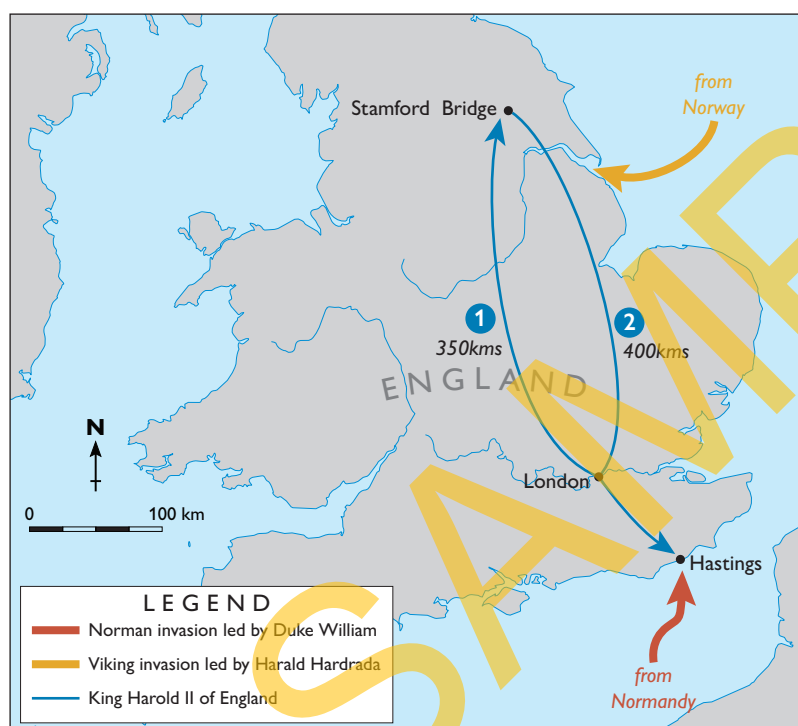 from
Norway
Stamford Bridge
1
350kms
2
400kms
ENGLAND
N
London
0 100 km
Hastings
LEGEND
Norman invasion led by Duke William
Viking invasion led by Harald Hardrada
King Harold II of England
from
Normandy
SAMP